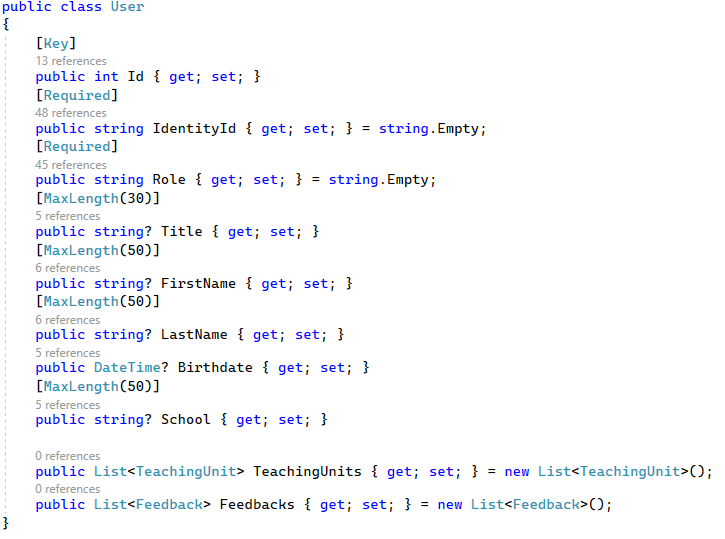 public class User
{
[Key]
13 references
public int Id { get; set; }
[Required]
48 references
public string IdentityId { get; set; } = string.Empty;
[Required]
45 references
public string Role { get; set; } = string.Empty;
[MaxLength(30)]
5 references
public string? Title { get; set; }
[MaxLength(50)]
6 references
public string? FirstName { get; set; }
[MaxLength(50)]
6 references
public string? LastName { get; set; }
5 references
public DateTime? Birthdate { get; set; }
[MaxLength(50)]
5 references
public string? School { get; set; }
0 references
public List<TeachingUnit> TeachingUnits { get; set; } = new List<TeachingUnit>();
0 references
public List<Feedback> Feedbacks { get; set; } = new List<Feedback>();
}